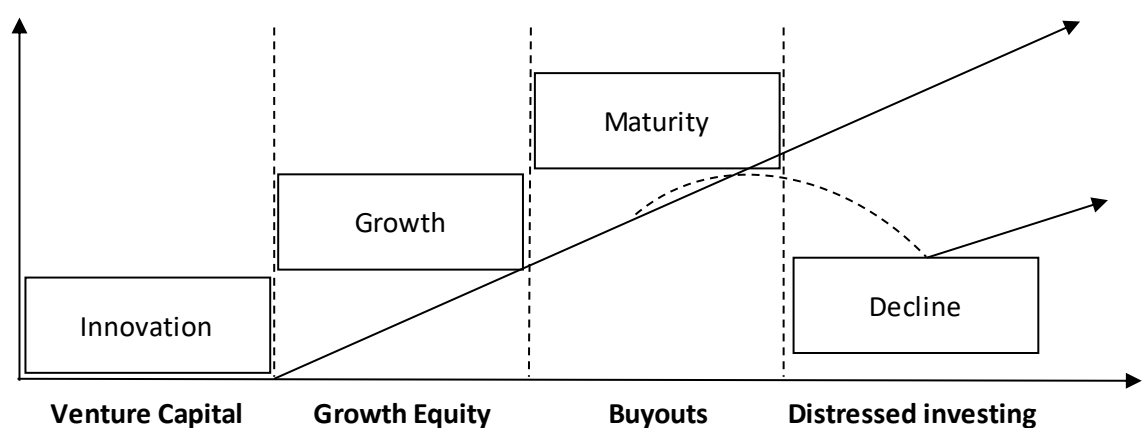 Maturity
Growth
Innovation
Decline
Venture Capital
Growth Equity
Buyouts
Distressed investing